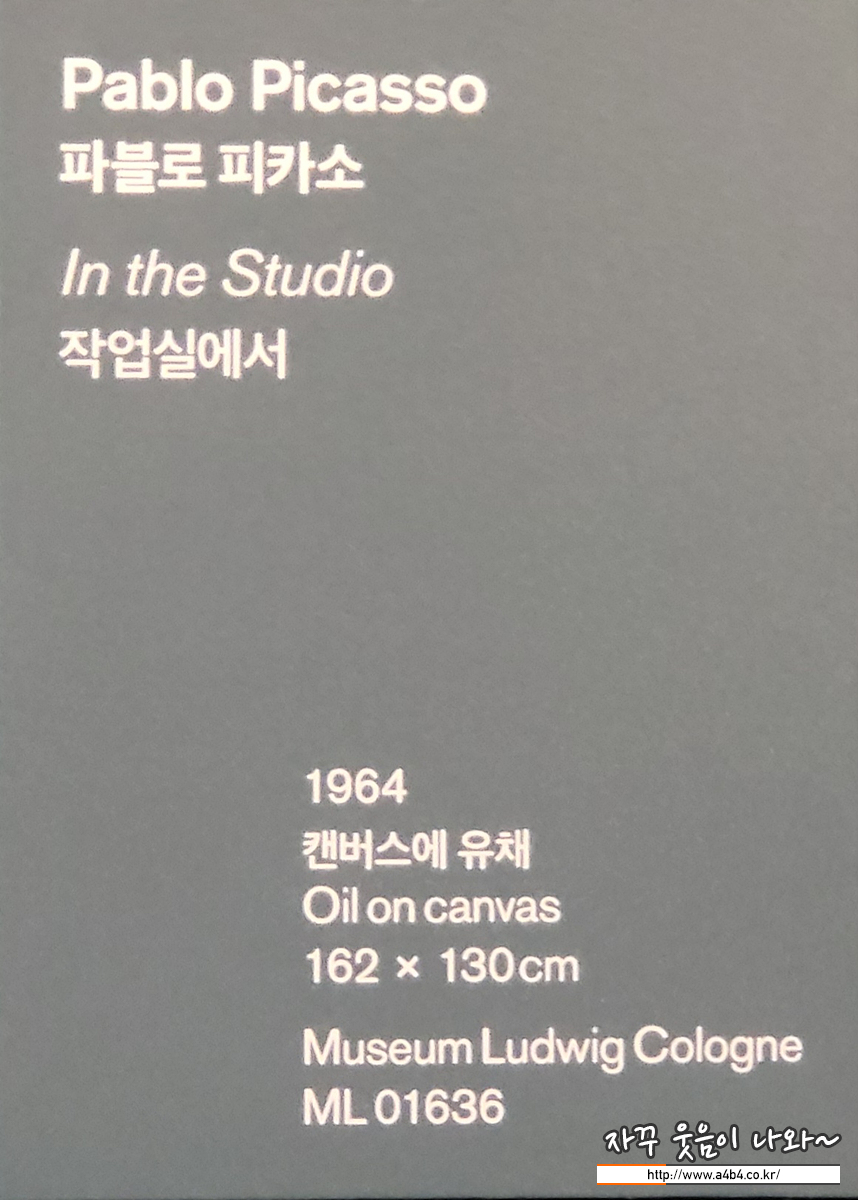 Pablo Picasso
파블로 피카소
In the Studio
작업실에서
1964
캔버스에 유채
Oil on canvas
162 × 130cm
Museum Ludwig Cologne
ML 01636
자꾸 웃음이 나와~
http://www.a4b4.co.kr/